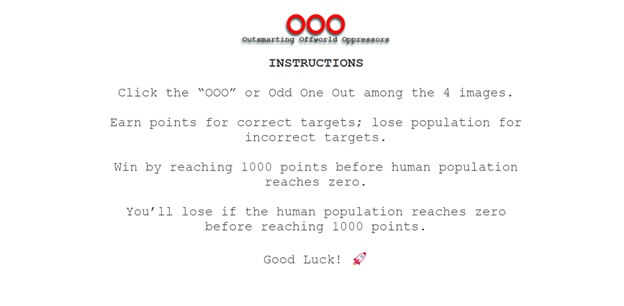 OOO
Outsmarting Offworld Oppressors
INSTRUCTIONS
Click the “OOO” or Odd One Out among the 4 images.
Earn points for correct targets; lose population for
incorrect targets.
Win by reaching 1000 points before human population
reaches zero.
You’ll lose if the human population reaches zero
before reaching 1000 points.
Good Luck! 🚀